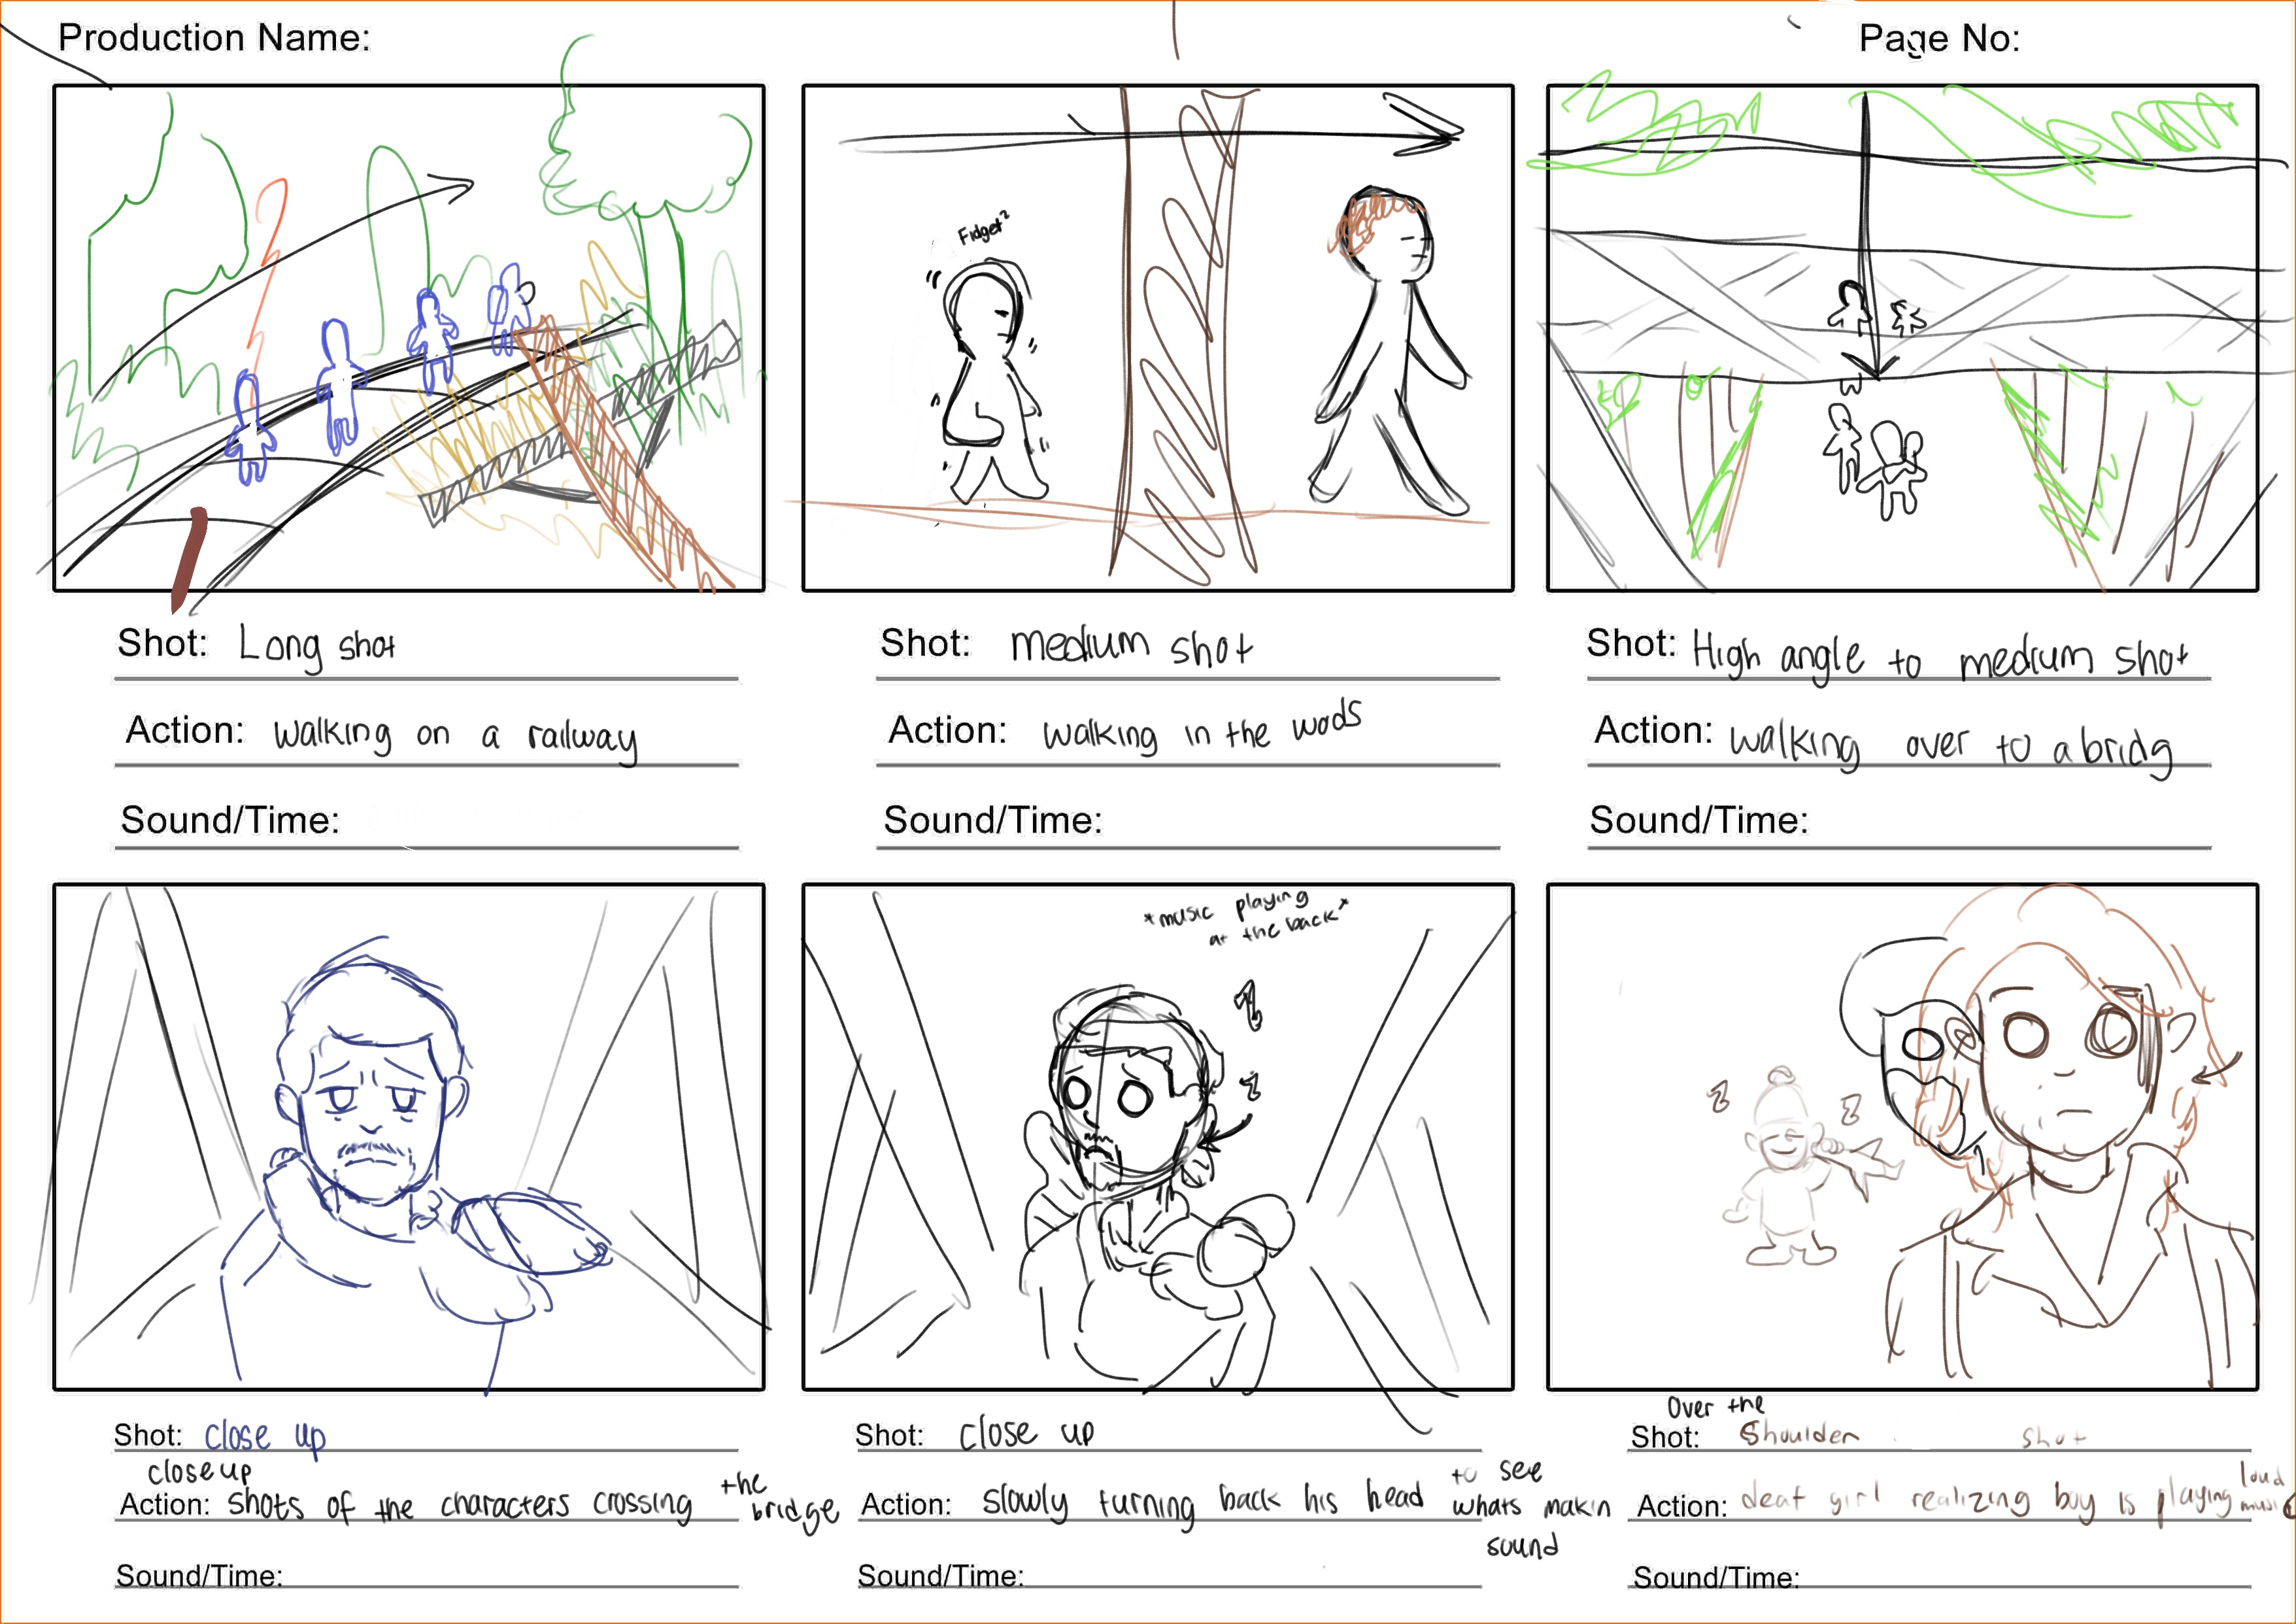 Production Name:
Page No:
Fidget²
Shot: Long shot
Action: walking on a railway
Sound/Time:
Shot: medium shot
Action: walking in the wods
Sound/Time:
Shot: High angle to medium shot
Action: walking over to a bridg
Sound/Time:
*music playing
at the back*
Shot: close up
close up
Action: shots of the characters crossing the bridge
Sound/Time:
Shot: close up
Action: slowly turning back his head to see whats makin sound
Sound/Time:
Over the
Shot: Shoulder shot
Action: deaf girl realizing boy is playing loud music
Sound/Time: